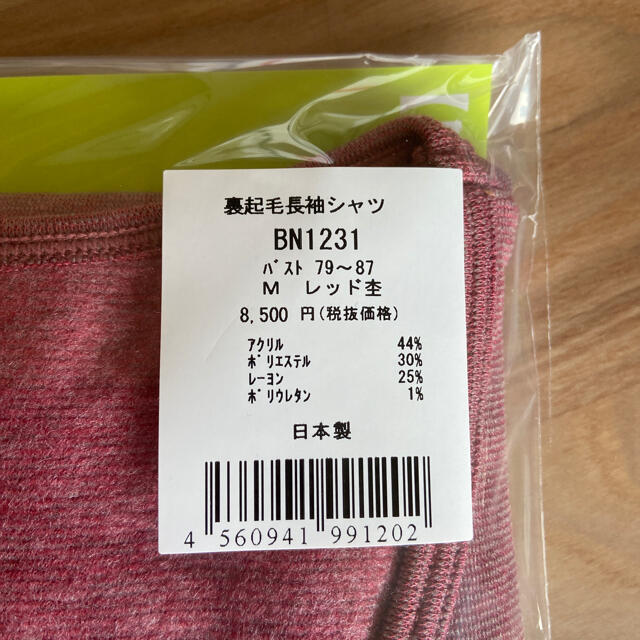 裏起毛長袖シャツ
BN1231
バスト 79～87
M レッド杢
8,500 円(税抜価格)
アクリル 44%
ポリエステル 30%
レーヨン 25%
ポリウレタン 1%
日本製
4 560941 991202